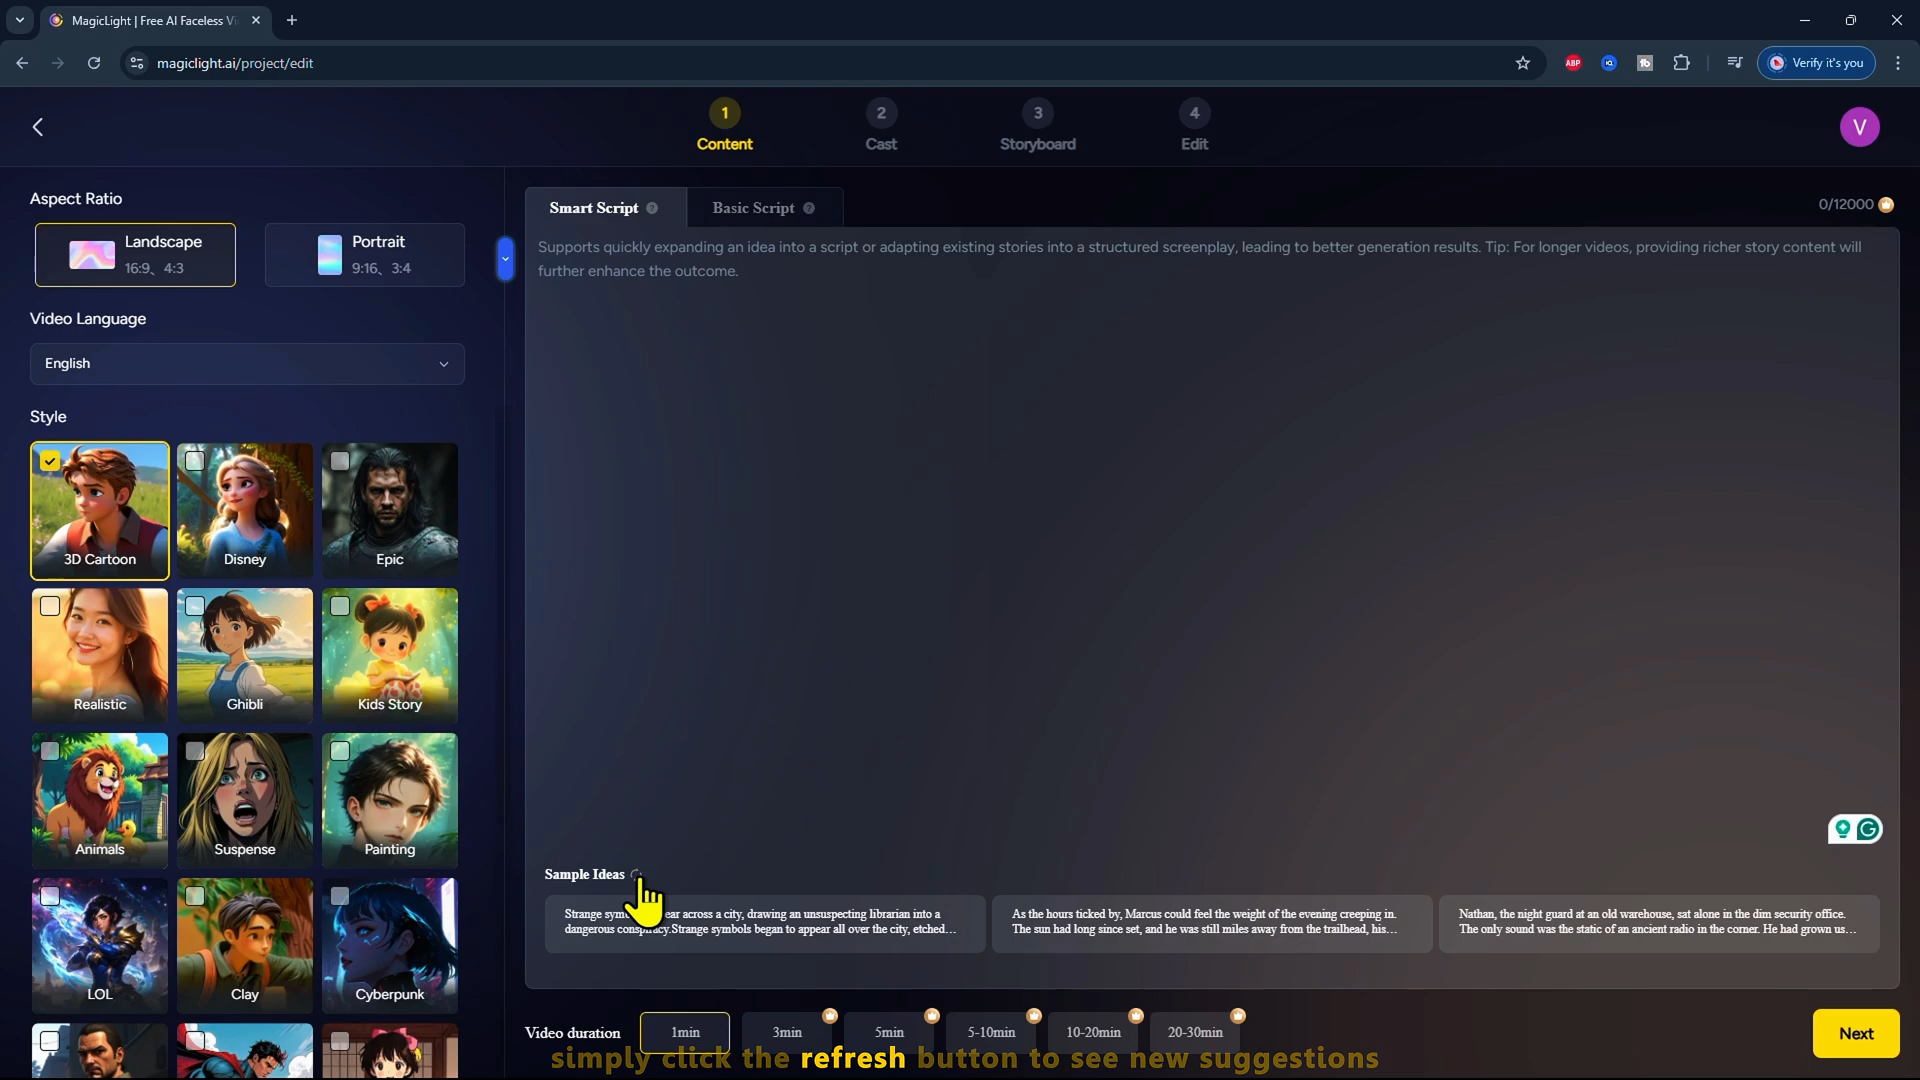 MagicLight | Free AI Faceless Vi
magiclight.ai/project/edit
ABP
Verify it's you
1
Content
2
Cast
3
Storyboard
4
Edit
V
Aspect Ratio
Landscape
16:9、4:3
Portrait
9:16、3:4
Video Language
English
Style
3D Cartoon
Disney
Epic
Realistic
Ghibli
Kids Story
Animals
Suspense
Painting
LOL
Clay
Cyberpunk
Smart Script
Basic Script
0/12000
Supports quickly expanding an idea into a script or adapting existing stories into a structured screenplay, leading to better generation results. Tip: For longer videos, providing richer story content will
further enhance the outcome.
Sample Ideas
Strange ear across a city, drawing an unsuspecting librarian into a
dangerous conspiracy.Strange symbols began to appear all over the city, etched...
As the hours ticked by, Marcus could feel the weight of the evening creeping in.
The sun had long since set, and he was still miles away from the trailhead, his...
Nathan, the night guard at an old warehouse, sat alone in the dim security office.
The only sound was the static of an ancient radio in the corner. He had grown us...
Video duration
1min
3min
5min
5-10min
10-20min
20-30min
Next
simply click the refresh button to see new suggestions